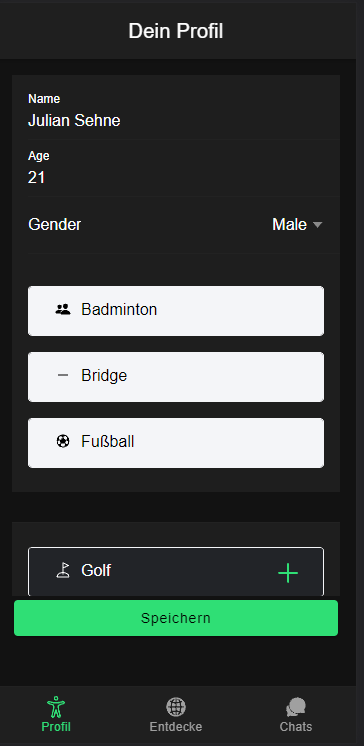 Dein Profil
Name
Julian Sehne
Age
21
Gender Male
Badminton
Bridge
Fußball
Golf
Speichern
Profil Entdecke Chats